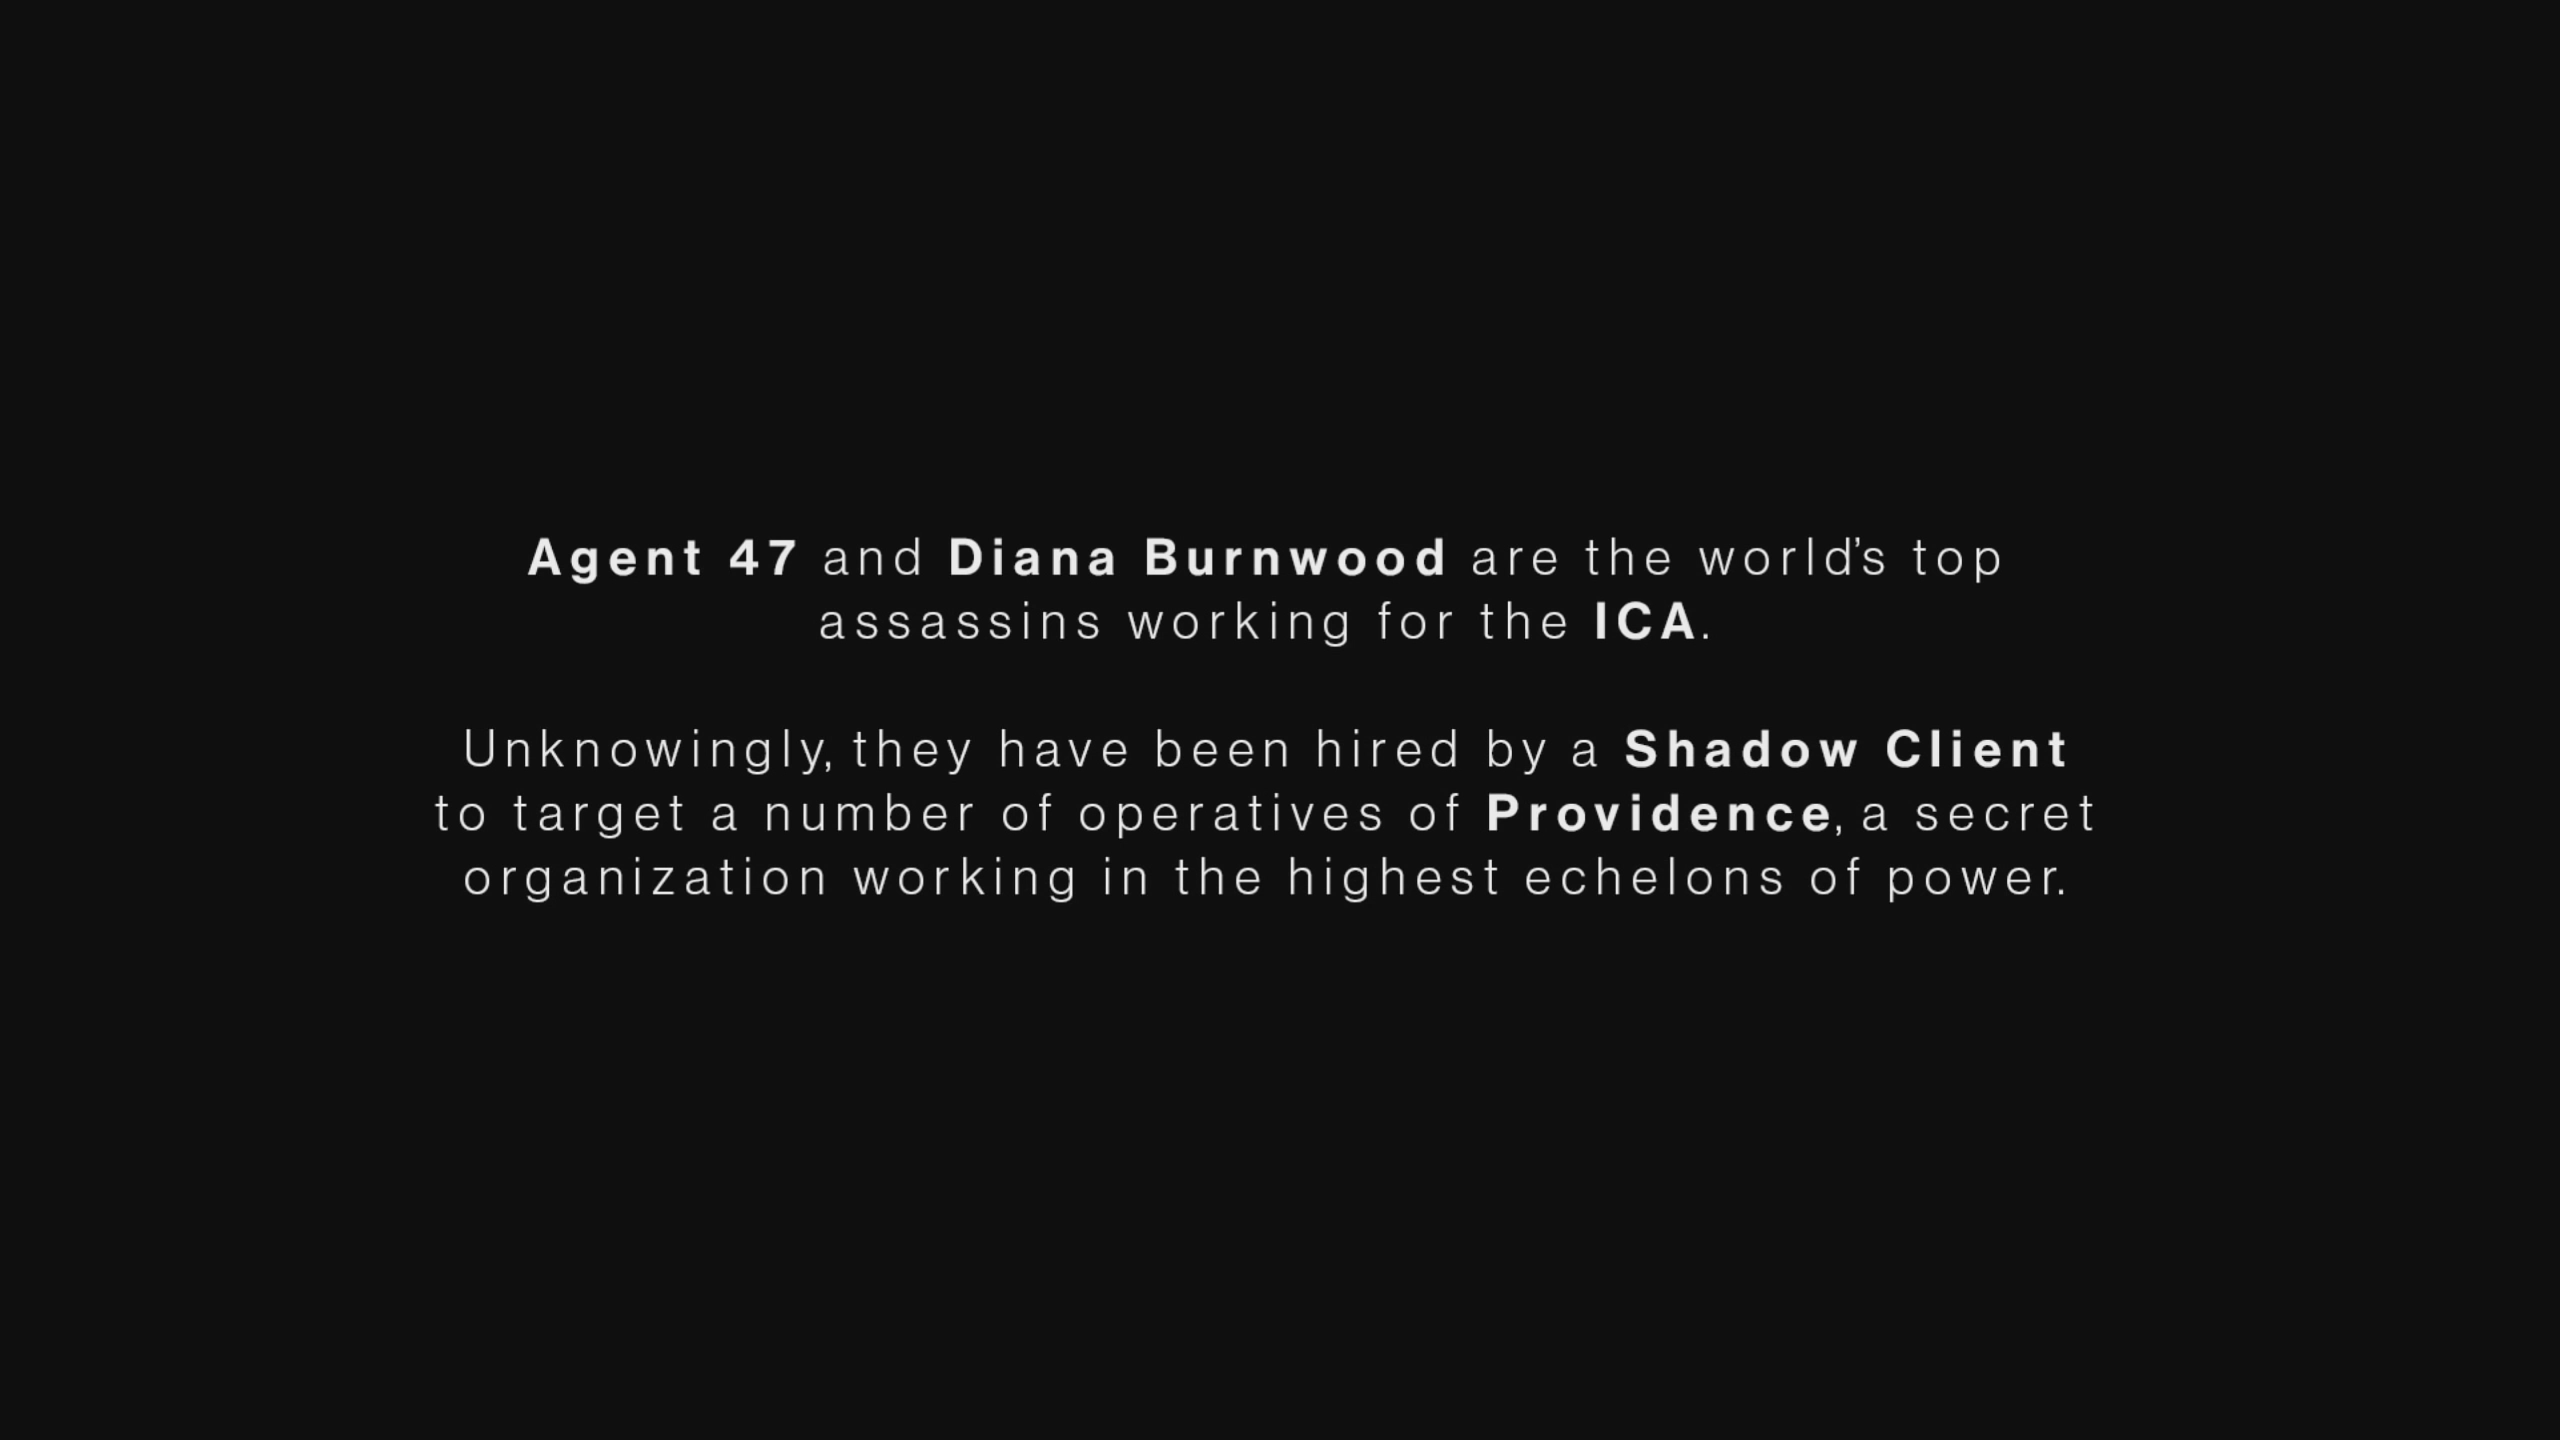 Agent 47 and Diana Burnwood are the world’s top
assassins working for the ICA.
Unknowingly, they have been hired by a Shadow Client
to target a number of operatives of Providence, a secret
organization working in the highest echelons of power.